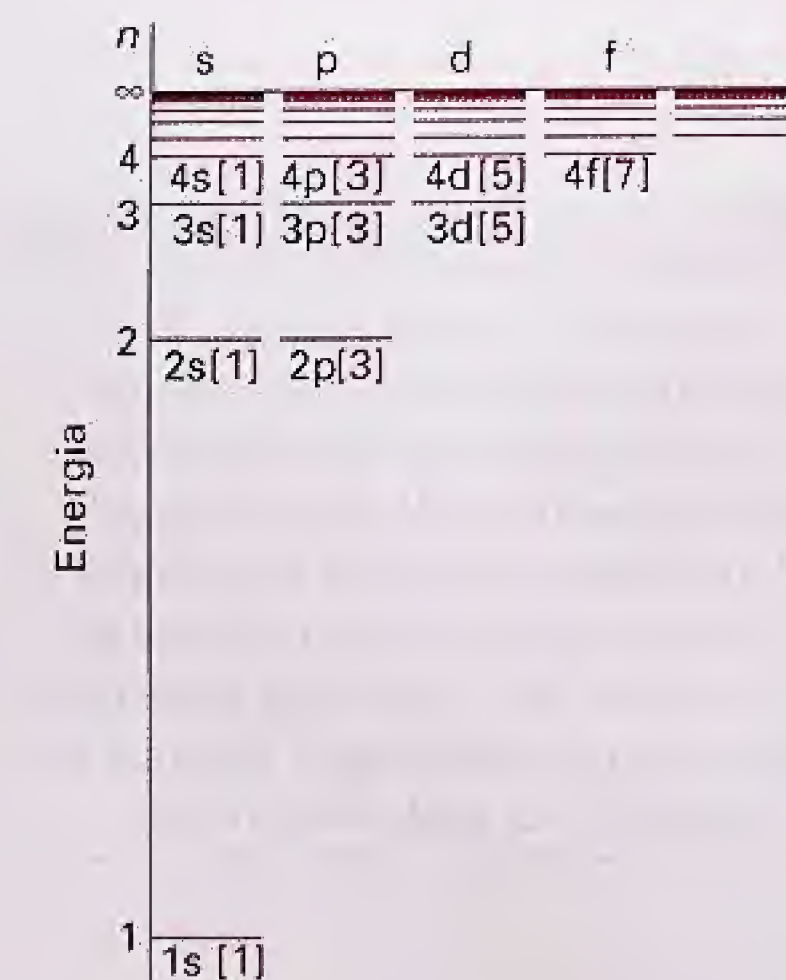 n
s p d f
∞
4
4s[1] 4p[3] 4d[5] 4f[7]
3
3s[1] 3p[3] 3d[5]
2
2s[1] 2p[3]
Energia
1
1s [1]